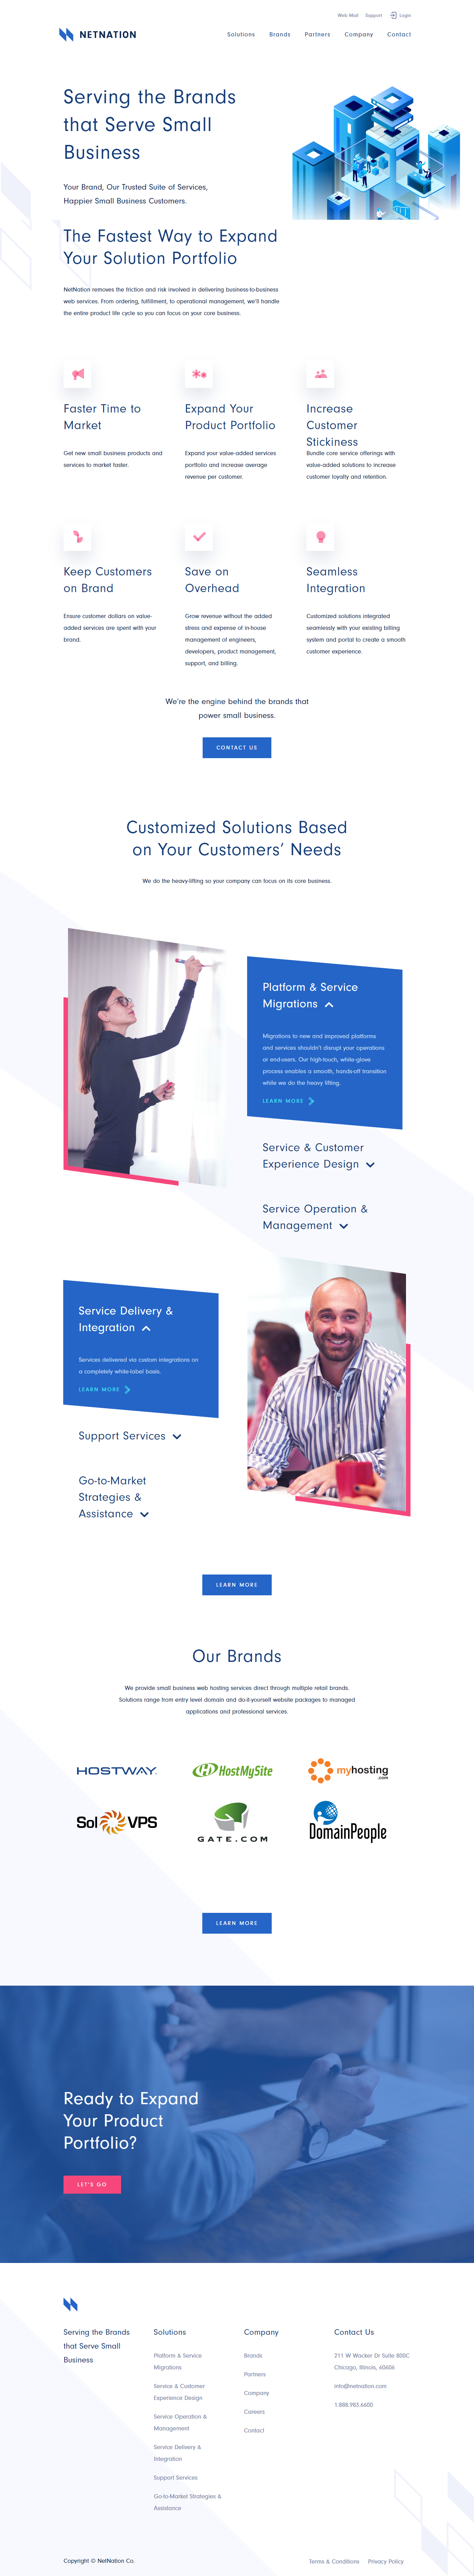 Web Mail Support Login
NETNATION
Solutions Brands Partners Company Contact
Serving the Brands
that Serve Small
Business
Your Brand, Our Trusted Suite of Services,
Happier Small Business Customers.
The Fastest Way to Expand
Your Solution Portfolio
NetNation removes the friction and risk involved in delivering business-to-business
web services. From ordering, fulfillment, to operational management, we'll handle
the entire product life cycle so you can focus on your core business.
Faster Time to
Market
Get new small business products and
services to market faster.
Expand Your
Product Portfolio
Expand your value-added services
portfolio and increase average
revenue per customer.
Increase
Customer
Stickiness
Bundle core service offerings with
value-added solutions to increase
customer loyalty and retention.
Keep Customers
on Brand
Ensure customer dollars on value-
added services are spent with your
brand.
Save on
Overhead
Grow revenue without the added
stress and expense of in-house
management of engineers,
developers, product management,
support, and billing.
Seamless
Integration
Customized solutions integrated
seamlessly with your existing billing
system and portal to create a smooth
customer experience.
We're the engine behind the brands that
power small business.
CONTACT US
Customized Solutions Based
on Your Customers' Needs
We do the heavy-lifting so your company can focus on its core business.
Platform & Service
Migrations
Migrations to new and improved platforms
and services shouldn't disrupt your operations
or end-users. Our high-touch, white-glove
process enables a smooth, hands-off transition
while we do the heavy lifting.
LEARN MORE
Service & Customer
Experience Design
Service Operation &
Management
Service Delivery &
Integration
Services delivered via custom integrations on
a completely white-label basis.
LEARN MORE
Support Services
Go-to-Market
Strategies &
Assistance
LEARN MORE
Our Brands
We provide small business web hosting services direct through multiple retail brands.
Solutions range from entry level domain and do-it-yourself website packages to managed
applications and professional services.
HOSTWAY
HostMySite
myhosting
.com
Sol VPS
GATE.COM
DomainPeople
LEARN MORE
Ready to Expand
Your Product
Portfolio?
LET'S GO
Serving the Brands
that Serve Small
Business
Solutions
Platform & Service
Migrations
Service & Customer
Experience Design
Service Operation &
Management
Service Delivery &
Integration
Support Services
Go-to-Market Strategies &
Assistance
Company
Brands
Partners
Company
Careers
Contact
Contact Us
211 W Wacker Dr Suite 800C
Chicago, Illinois, 60606
info@netnation.com
1.888.983.6600
Copyright © NetNation Co.
Terms & Conditions Privacy Policy